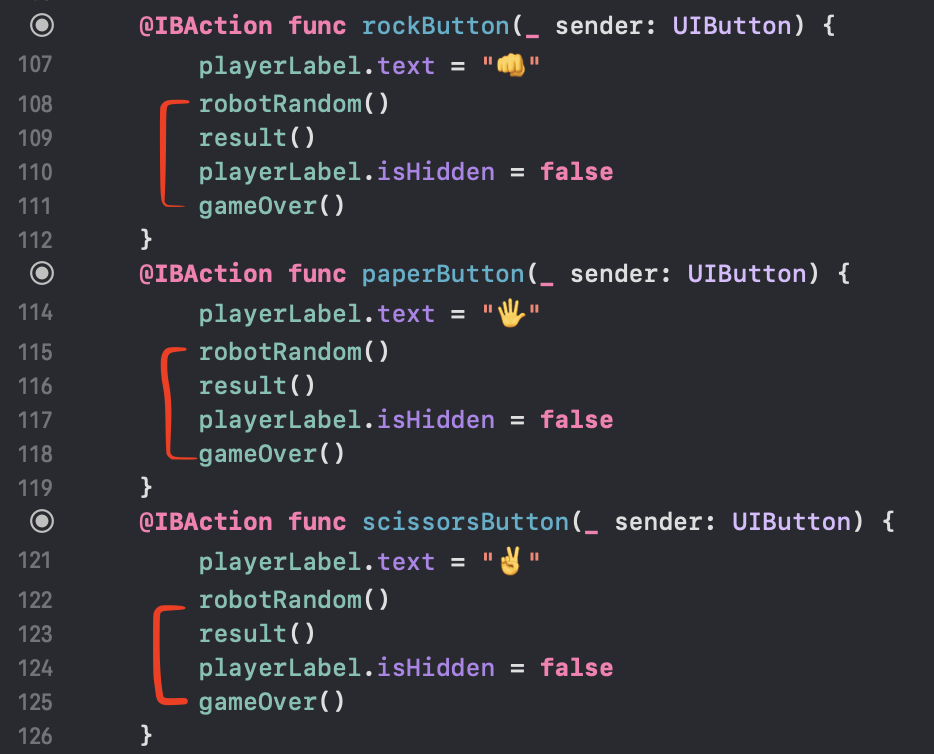 @IBAction func rockButton(_ sender: UIButton) {
107 playerLabel.text = "👊"
108 robotRandom()
109 result()
110 playerLabel.isHidden = false
111 gameOver()
112 }
@IBAction func paperButton(_ sender: UIButton) {
114 playerLabel.text = "🖐"
115 robotRandom()
116 result()
117 playerLabel.isHidden = false
118 gameOver()
119 }
@IBAction func scissorsButton(_ sender: UIButton) {
121 playerLabel.text = "✌️"
122 robotRandom()
123 result()
124 playerLabel.isHidden = false
125 gameOver()
126 }